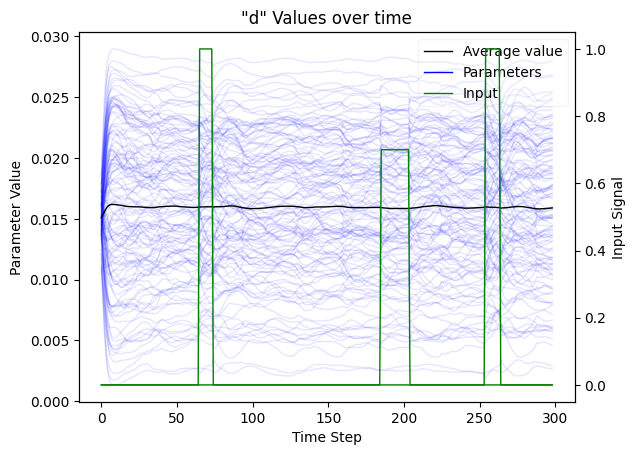 "d" Values over time
0.030
0.025
0.020
0.015
0.010
0.005
0.000
Parameter Value
Average value
Parameters
Input
1.0
0.8
0.6
0.4
0.2
0.0
Input Signal
0 50 100 150 200 250 300
Time Step